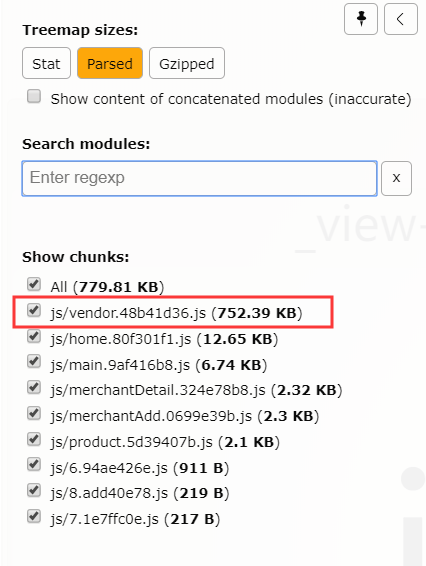 Treemap sizes:
Stat
Parsed
Gzipped
Show content of concatenated modules (inaccurate)
Search modules:
Enter regexp
x
_view-
Show chunks:
All (779.81 KB)
js/vendor.48b41d36.js (752.39 KB)
js/home.80f301f1.js (12.65 KB)
js/main.9af416b8.js (6.74 KB)
js/merchantDetail.324e78b8.js (2.32 KB)
js/merchantAdd.0699e39b.js (2.3 KB)
js/product.5d39407b.js (2.1 KB)
js/6.94ae426e.js (911 B)
js/8.add40e78.js (219 B)
js/7.1e7ffc0e.js (217 B)